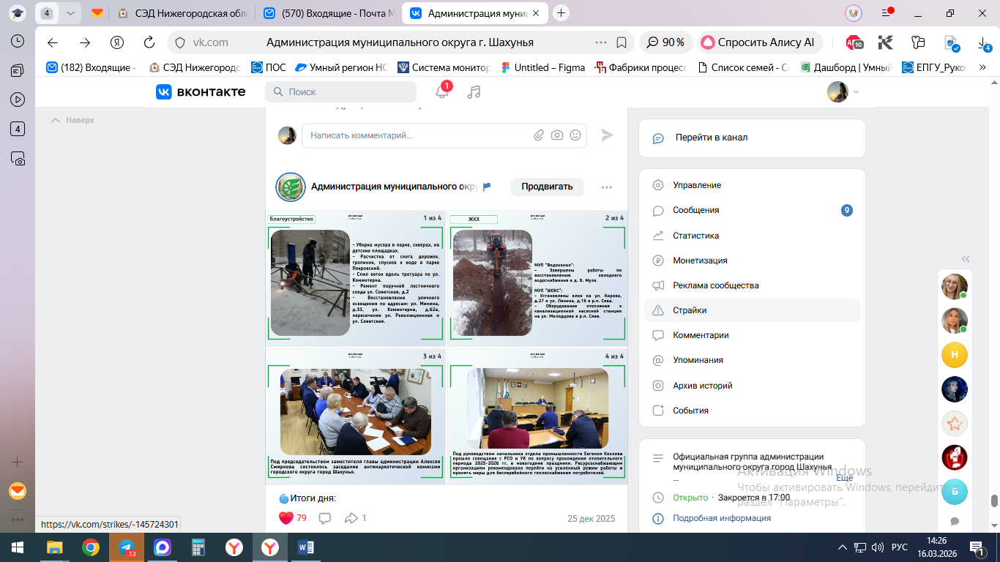 4
СЭД Нижегородская обла
(570) Входящие - Почта М
Администрация муниц
vk.com
Администрация муниципального округа г. Шахунья
90 %
Спросить Алису AI
10
4
(182) Входящие -
СЭД Нижегородс
ПОС
Умный регион НО
Система монитор
Untitled – Figma
Фабрики процесс
Список семей - Со
Дашборд | Умный
ЕПГУ_Руко
вконтакте
Поиск
1
Наверх
4
Написать комментарий...
Администрация муниципального окру
Продвигать
Благоустройство
1 из 4
- Уборка мусора в парке, скверах, на
детских площадках.
- Расчистка от снега дорожек,
тропинок, спусков к воде в парке
Покровский.
- Спил веток вдоль тротуара по ул.
Коминтерна.
- Ремонт поручней лестничного
схода ул. Советская, д.2
- Восстановление уличного
освещения по адресам: ул. Минина,
д.33, ул. Коминтерна, д.62а,
пересечение ул. Революционная и
ул. Советская.
ЖКХ
2 из 4
МУП "Водоканал":
- Завершены работы по
восстановлению холодного
водоснабжения в д. Б. Музя.
МУП "ШОКС":
- Установлены елки на ул. Кирова,
д.27 и ул. Ленина, д.16 в р.п. Сява.
- Оборудование отопления к
канализационной насосной станции
на ул. Молодцова в р.п. Сява.
3 из 4
Под председательством заместителя главы администрации Алексея
Смирнова состоялось заседание антинаркотической комиссии
городского округа город Шахунья.
4 из 4
Под руководством начальника отдела промышленности Евгения Козлова
прошло совещание с РСО и УК по вопросу прохождения отопительного
периода 2025-2026 гг. в новогодние праздники. Ресурсоснабжающим
организациям рекомендовано перейти на усиленный режим работы и
принять меры для бесперебойного теплоснабжения потребителей.
Итоги дня:
79
1
25 дек 2025
Перейти в канал
Управление
Сообщения
9
Статистика
Монетизация
Реклама сообщества
Страйки
Комментарии
Упоминания
Архив историй
События
Официальная группа администрации
муниципального округа город Шахунья
...
Ещё
Открыто · Закроется в 17:00
Подробная информация
Н
Б
Активация Windows
Чтобы активировать Windows, перейдите в
раздел "Параметры".
https://vk.com/strikes/-145724301
53
РУС
14:26
16.03.2026
1